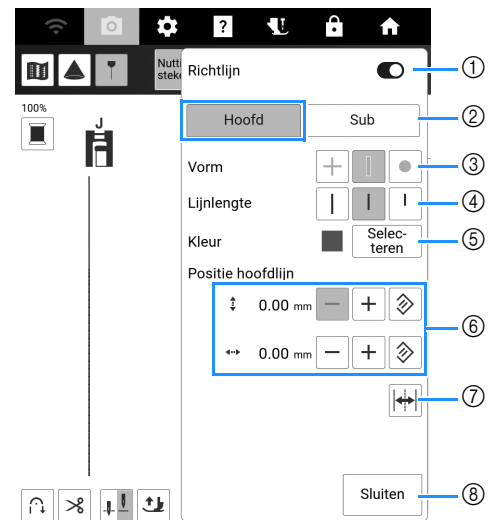 ?
Nutti
steke
100%
J
Richtlijn
①
Hoofd
Sub
②
Vorm
③
Lijnlengte
④
Kleur
Selec-
teren
⑤
Positie hoofdlijn
0.00 mm
0.00 mm
⑥
⑦
Sluiten
⑧